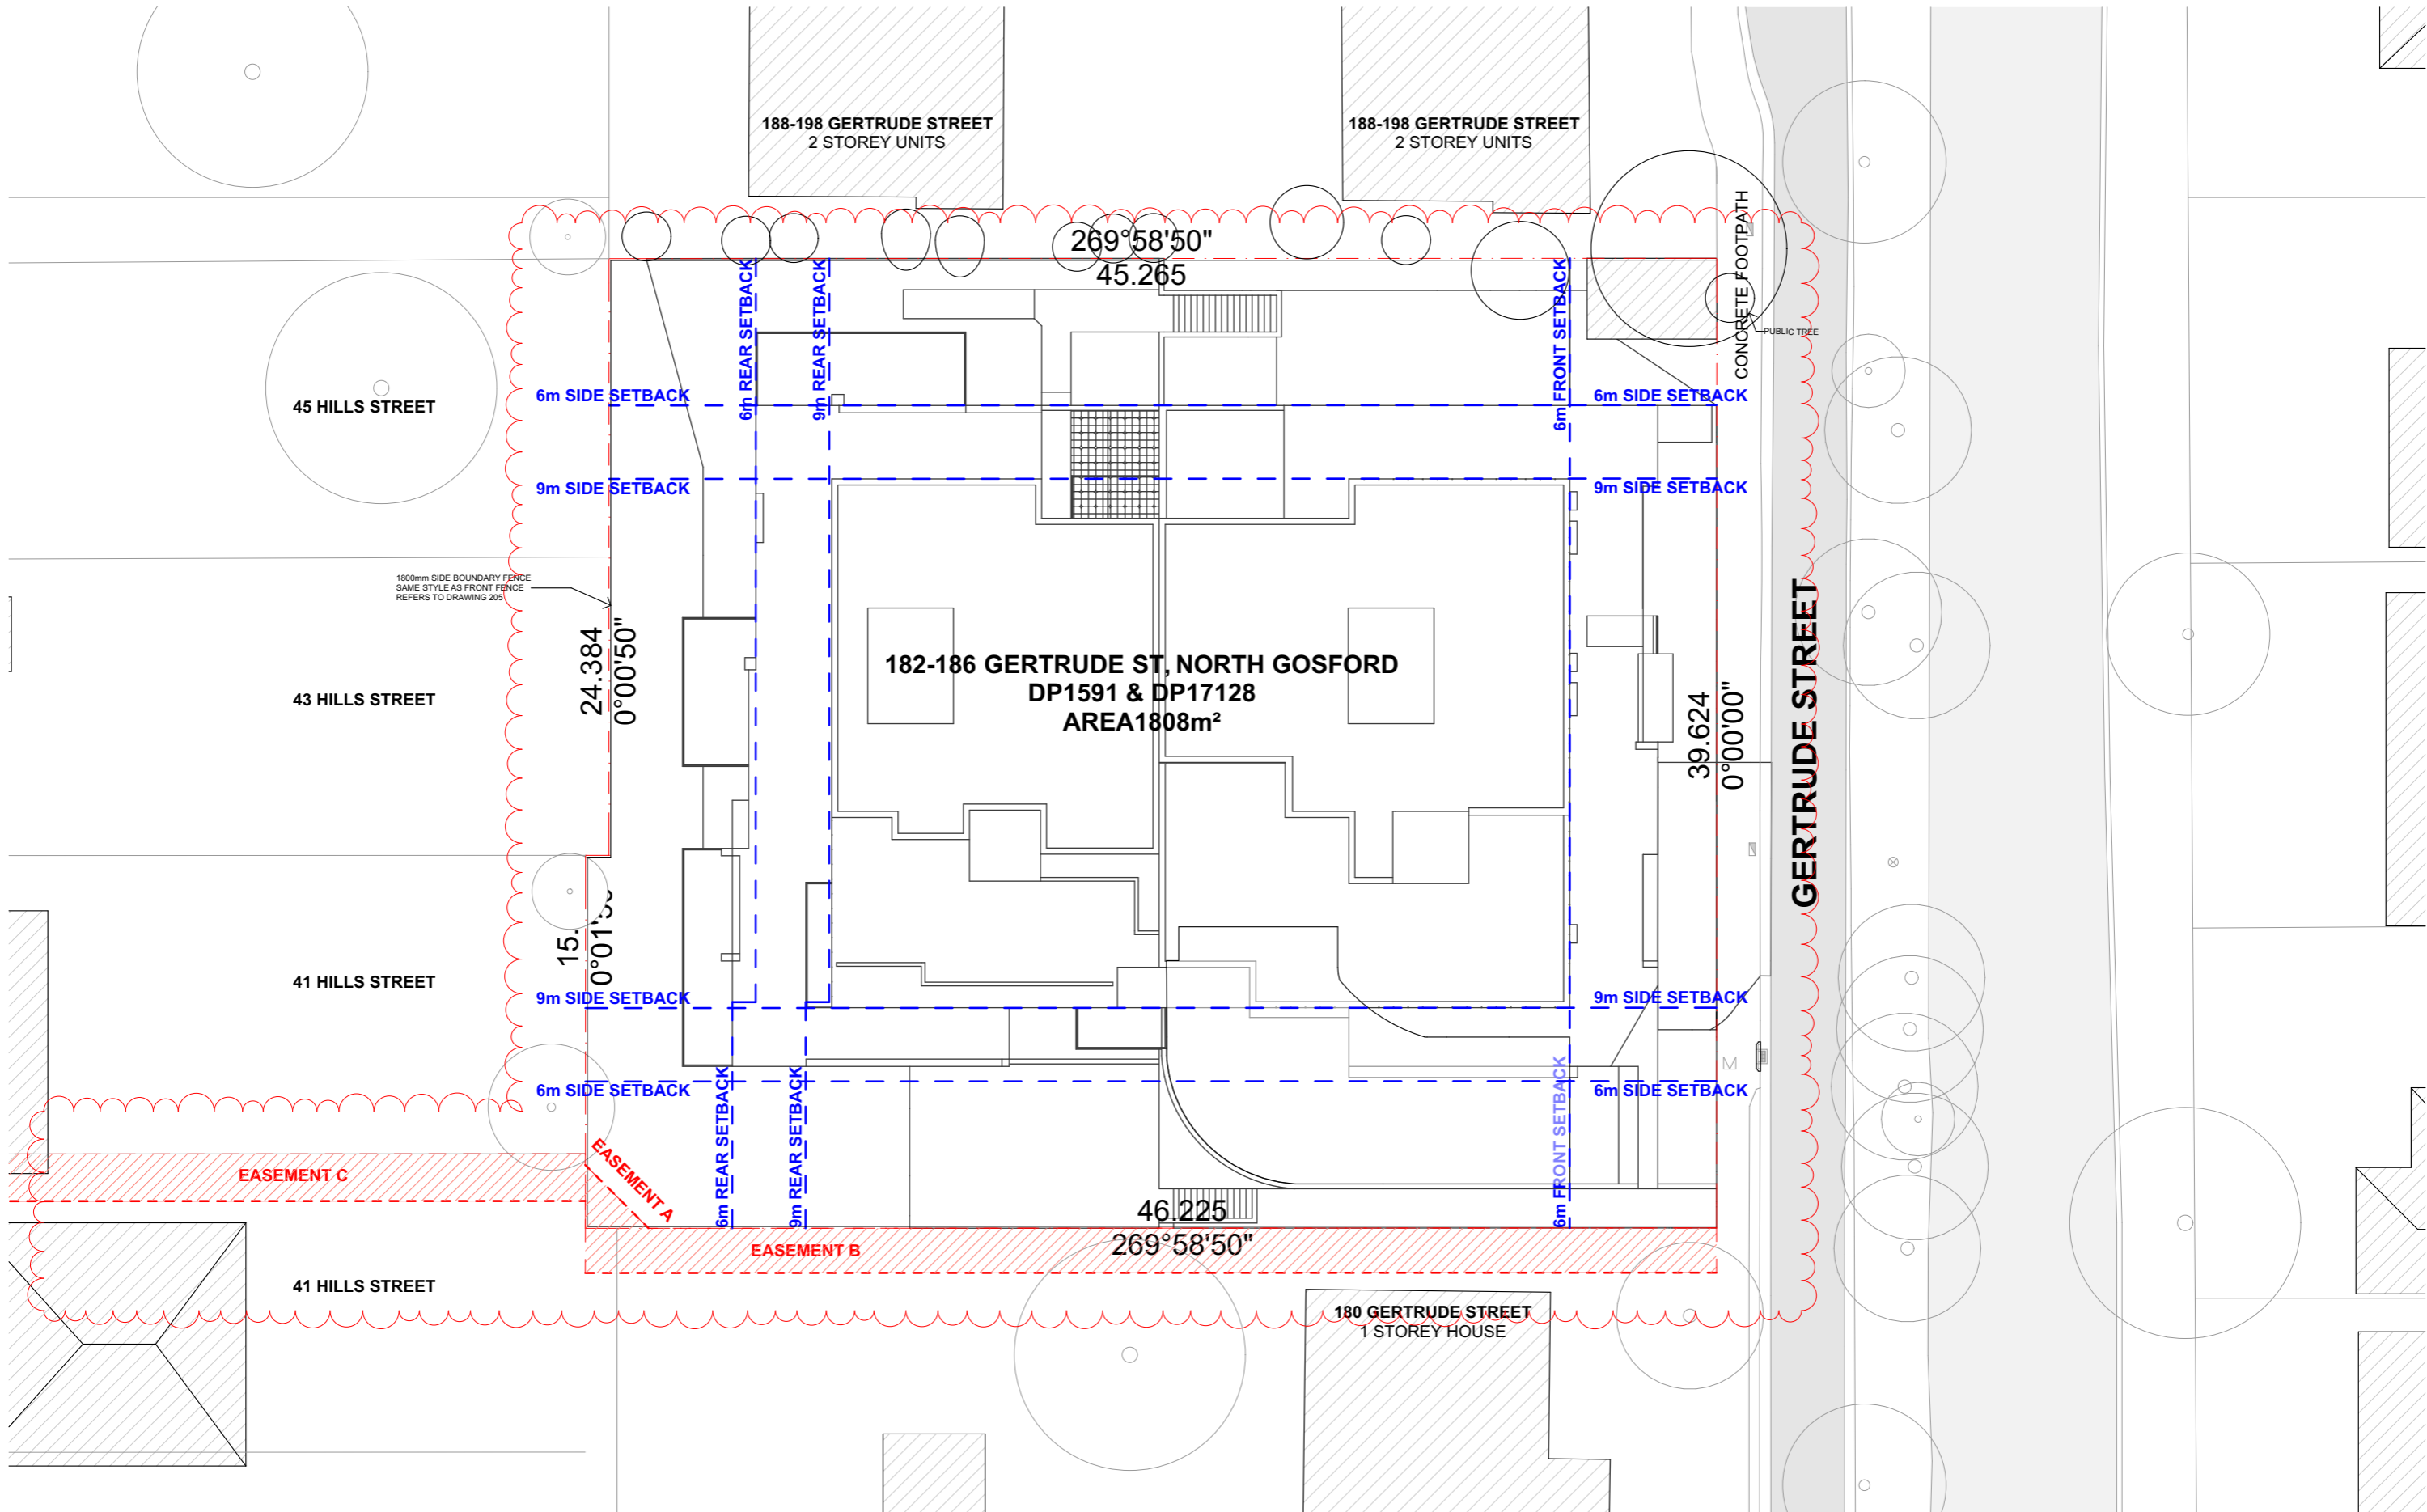 188-198 GERTRUDE STREET
2 STOREY UNITS
188-198 GERTRUDE STREET
2 STOREY UNITS
CONCRETE FOOTPATH
269°58'50"
45.265
6m REAR SETBACK
9m REAR SETBACK
6m FRONT SETBACK
PUBLIC TREE
6m SIDE SETBACK
6m SIDE SETBACK
45 HILLS STREET
9m SIDE SETBACK
9m SIDE SETBACK
1800mm SIDE BOUNDARY FENCE
SAME STYLE AS FRONT FENCE
REFERS TO DRAWING 205
24.384
0°00'50"
182-186 GERTRUDE ST, NORTH GOSFORD
DP1591 & DP17128
AREA1808m²
43 HILLS STREET
39.624
0°00'00"
GERTRUDE STREET
15.
0°01'
41 HILLS STREET
9m SIDE SETBACK
9m SIDE SETBACK
6m SIDE SETBACK
6m SIDE SETBACK
6m REAR SETBACK
9m REAR SETBACK
6m FRONT SETBACK
EASEMENT C
EASEMENT A
46.225
269°58'50"
EASEMENT B
41 HILLS STREET
180 GERTRUDE STREET
1 STOREY HOUSE